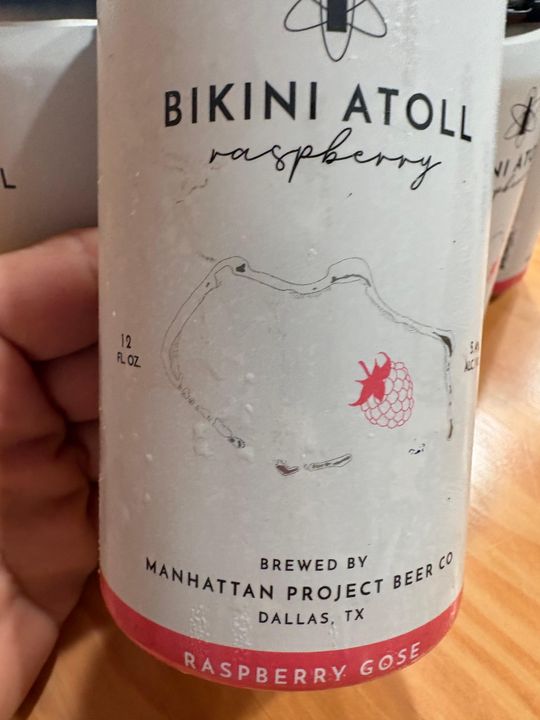 BIKINI ATOLL
raspberry
12
FL OZ
BREWED BY
MANHATTAN PROJECT BEER CO
DALLAS, TX
RASPBERRY GOSE